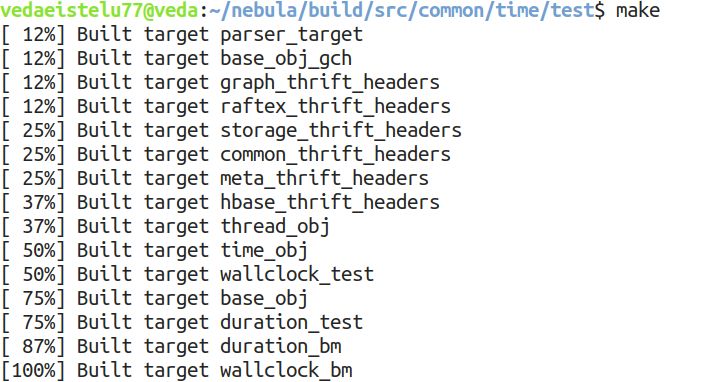 vedaeistelu77@veda:~/nebula/build/src/common/time/test$ make
[ 12%] Built target parser_target
[ 12%] Built target base_obj_gch
[ 12%] Built target graph_thrift_headers
[ 12%] Built target raftex_thrift_headers
[ 25%] Built target storage_thrift_headers
[ 25%] Built target common_thrift_headers
[ 25%] Built target meta_thrift_headers
[ 37%] Built target hbase_thrift_headers
[ 37%] Built target thread_obj
[ 50%] Built target time_obj
[ 50%] Built target wallclock_test
[ 75%] Built target base_obj
[ 75%] Built target duration_test
[ 87%] Built target duration_bm
[100%] Built target wallclock_bm